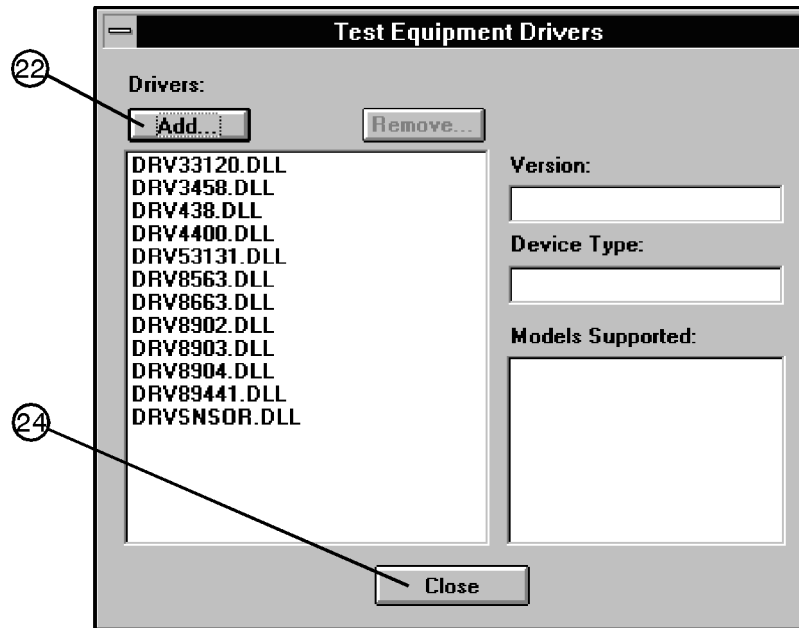 Test Equipment Drivers
22
Drivers:
Add...
Remove...
DRV33120.DLL
DRV3458.DLL
DRV438.DLL
DRV4400.DLL
DRV53131.DLL
DRV8563.DLL
DRV8663.DLL
DRV8902.DLL
DRV8903.DLL
DRV8904.DLL
DRV89441.DLL
DRVSNSOR.DLL
Version:
Device Type:
Models Supported:
24
Close